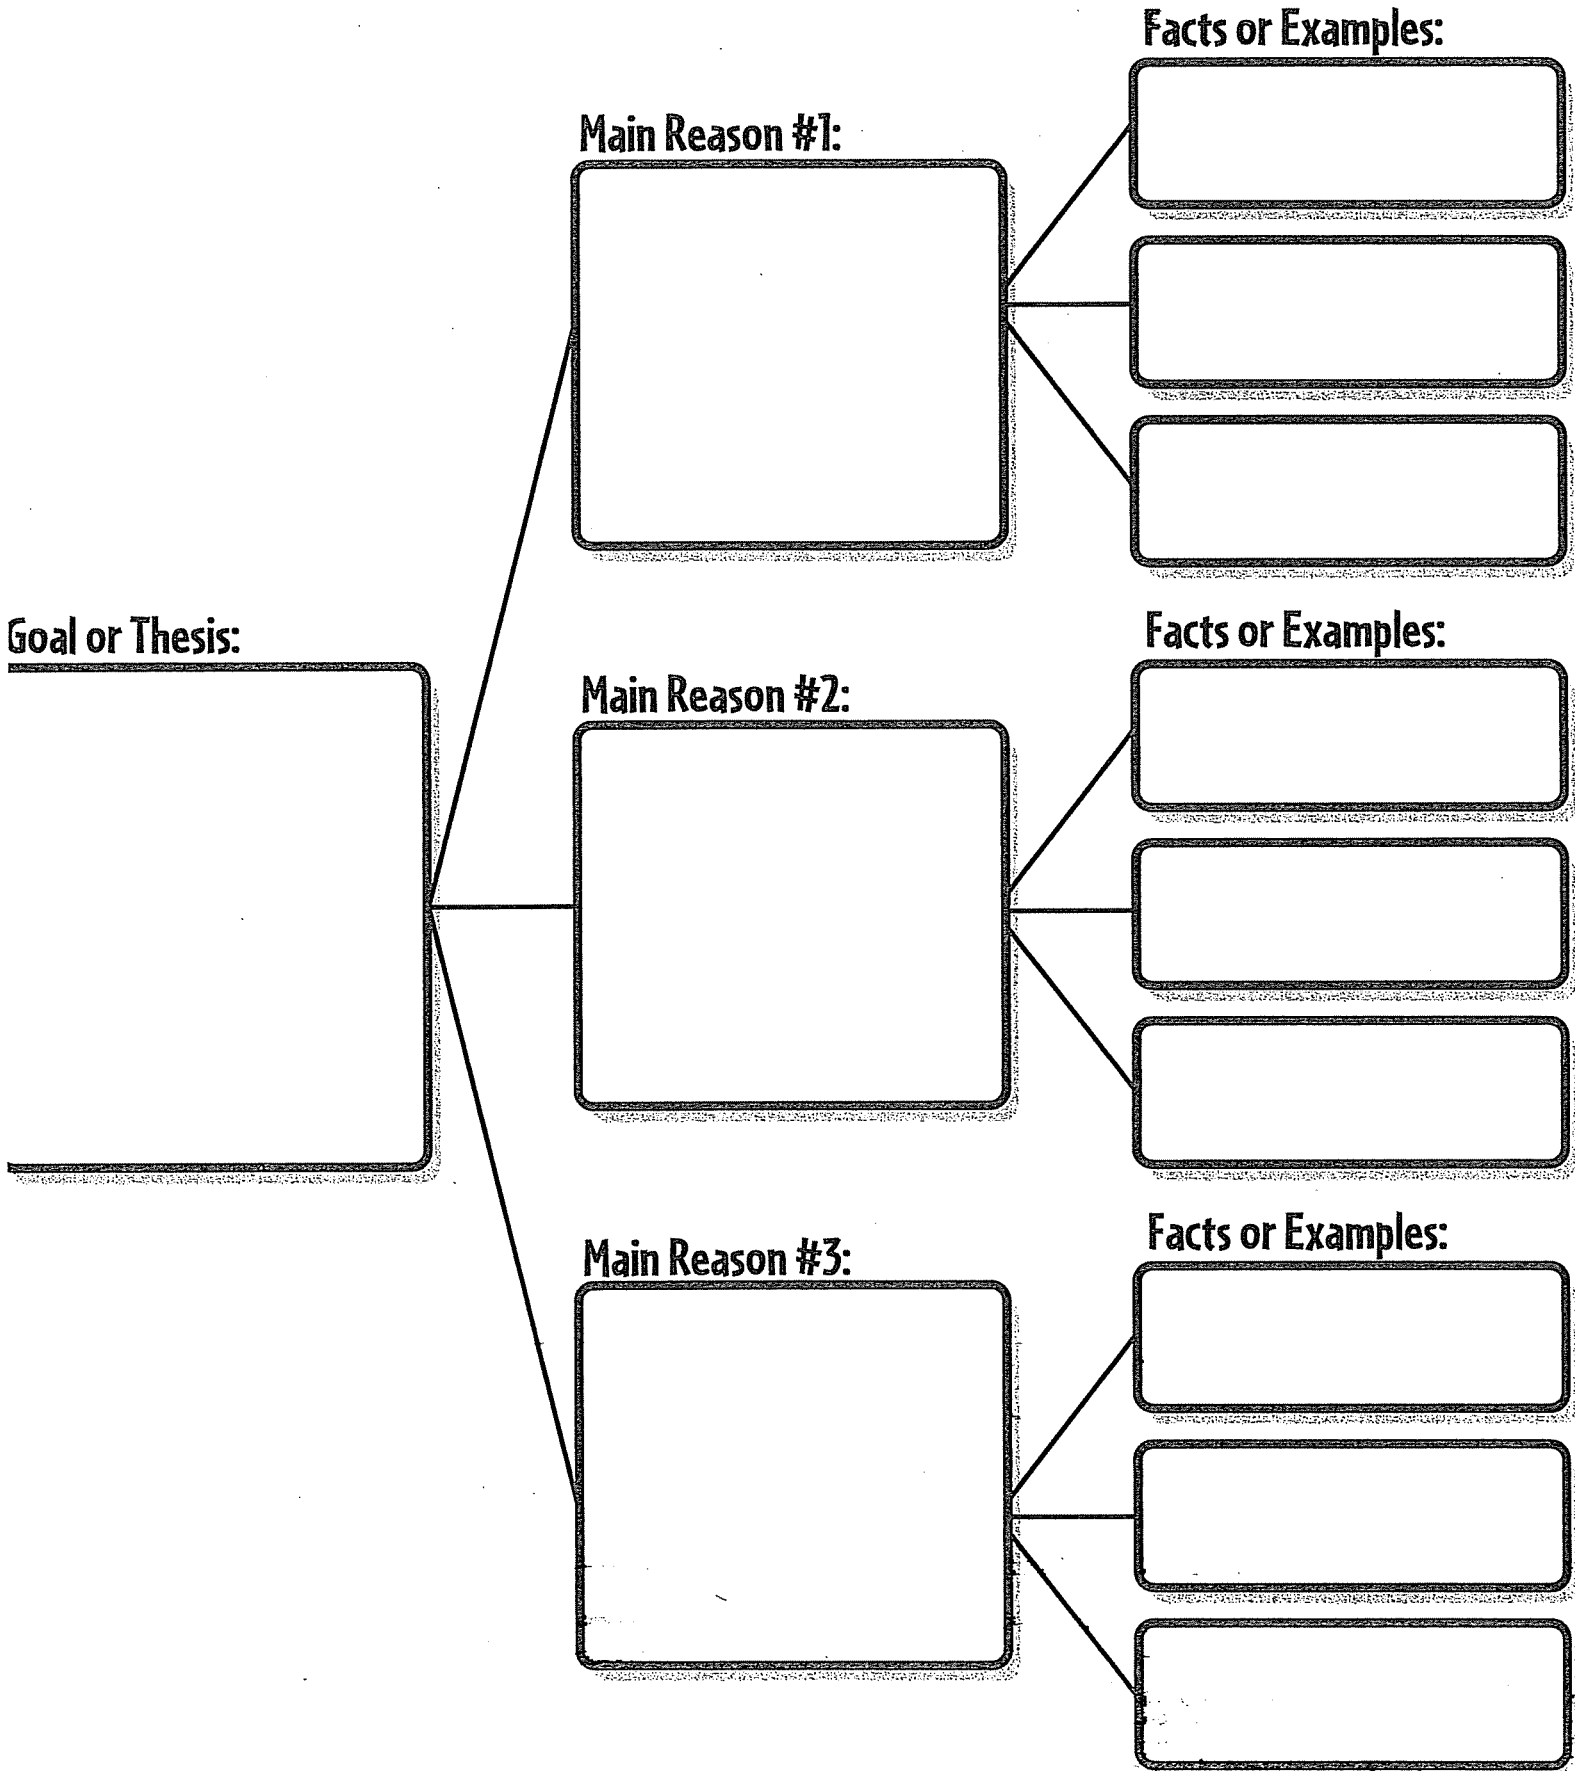 Facts or Examples:
Main Reason #1:
Goal or Thesis:
Facts or Examples:
Main Reason #2:
Facts or Examples:
Main Reason #3: